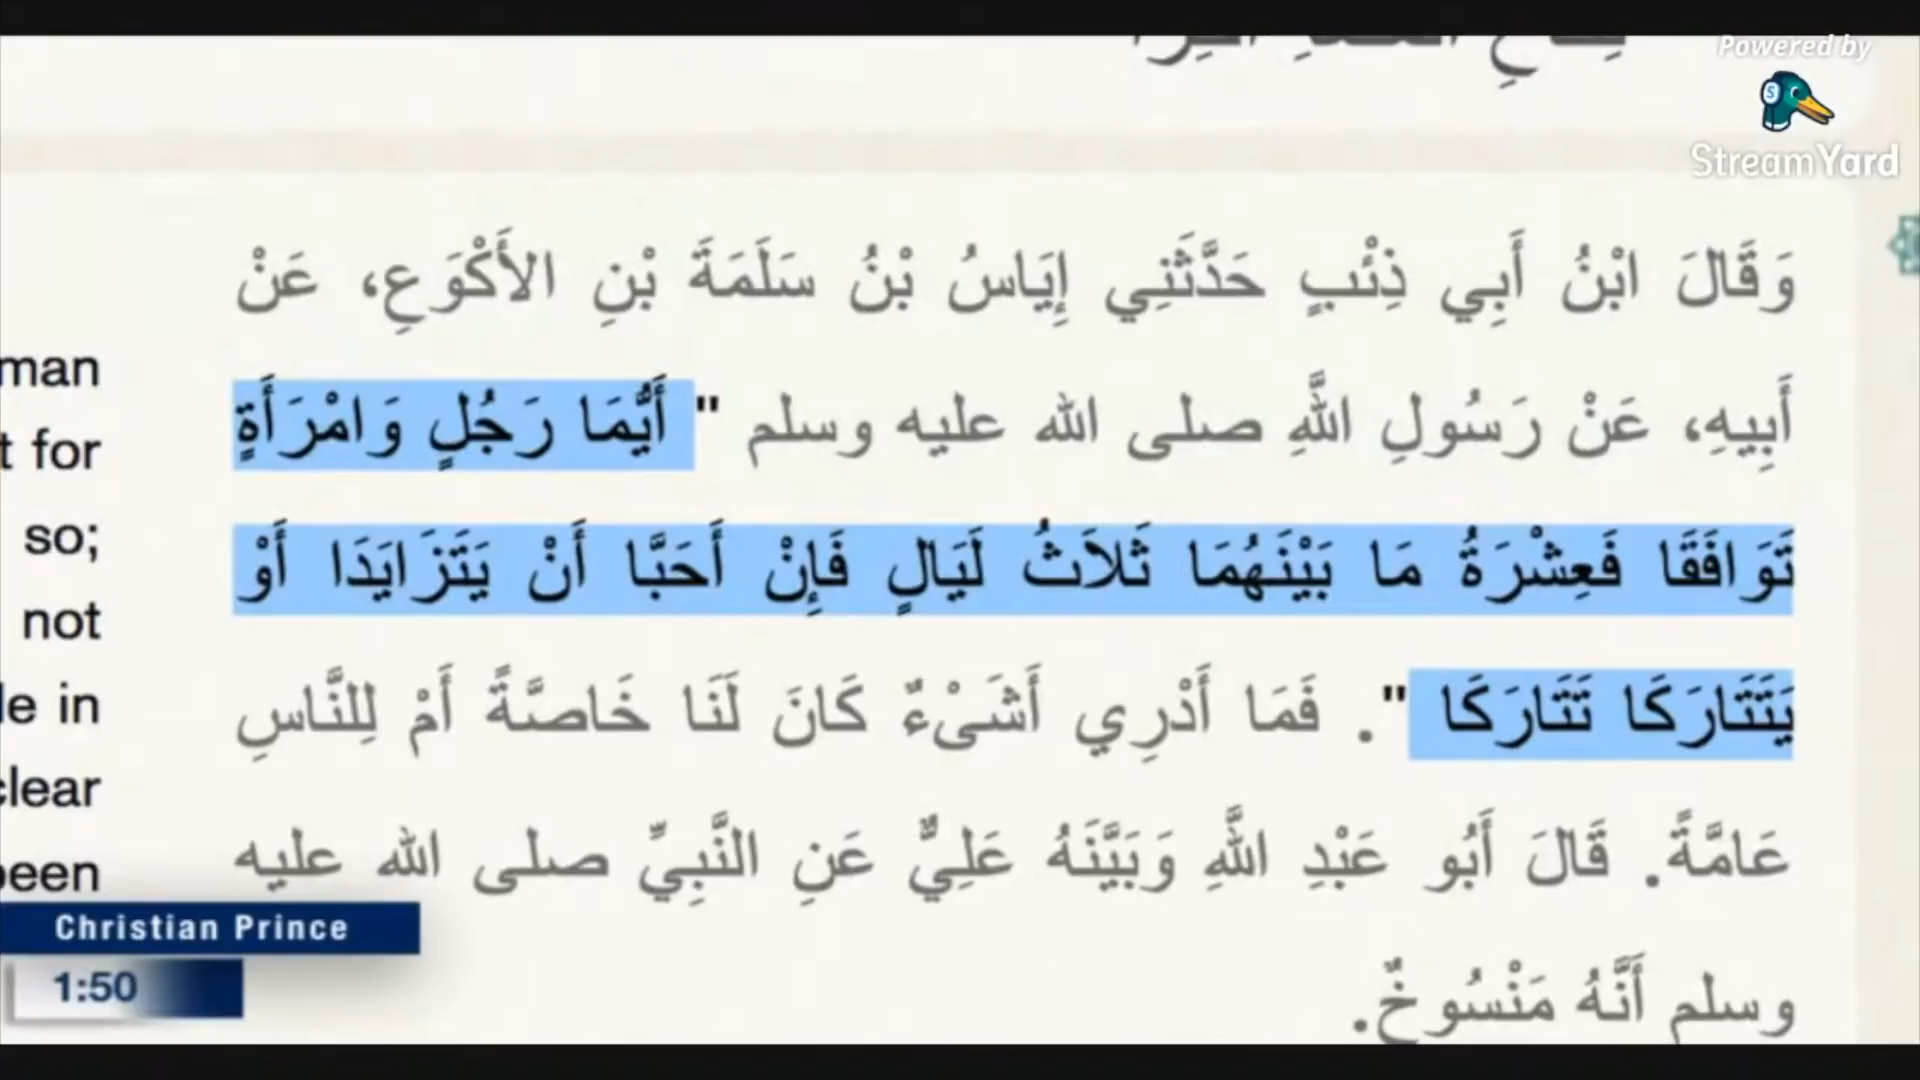 Powered by
StreamYard
وَقَالَ ابْنُ أَبِي ذِئْبٍ حَدَّثَنِي إِيَاسُ بْنُ سَلَمَةَ بْنِ الأَكْوَعِ، عَنْ
أَبِيهِ، عَنْ رَسُولِ اللَّهِ صلى الله عليه وسلم " أَيُّمَا رَجُلٍ وَامْرَأَةٍ
تَوَافَقَا فَعِشْرَةُ مَا بَيْنَهُمَا ثَلاَثُ لَيَالٍ فَإِنْ أَحَبَّا أَنْ يَتَزَايَدَا أَوْ
يَتَتَارَكَا تَتَارَكَا ". فَمَا أَدْرِي أَشَىْءٌ كَانَ لَنَا خَاصَّةً أَمْ لِلنَّاسِ
عَامَّةً. قَالَ أَبُو عَبْدِ اللَّهِ وَبَيَّنَهُ عَلِيٌّ عَنِ النَّبِيِّ صلى الله عليه
وسلم أَنَّهُ مَنْسُوخٌ.
man
t for
so;
not
le in
clear
been
Christian Prince
1:50